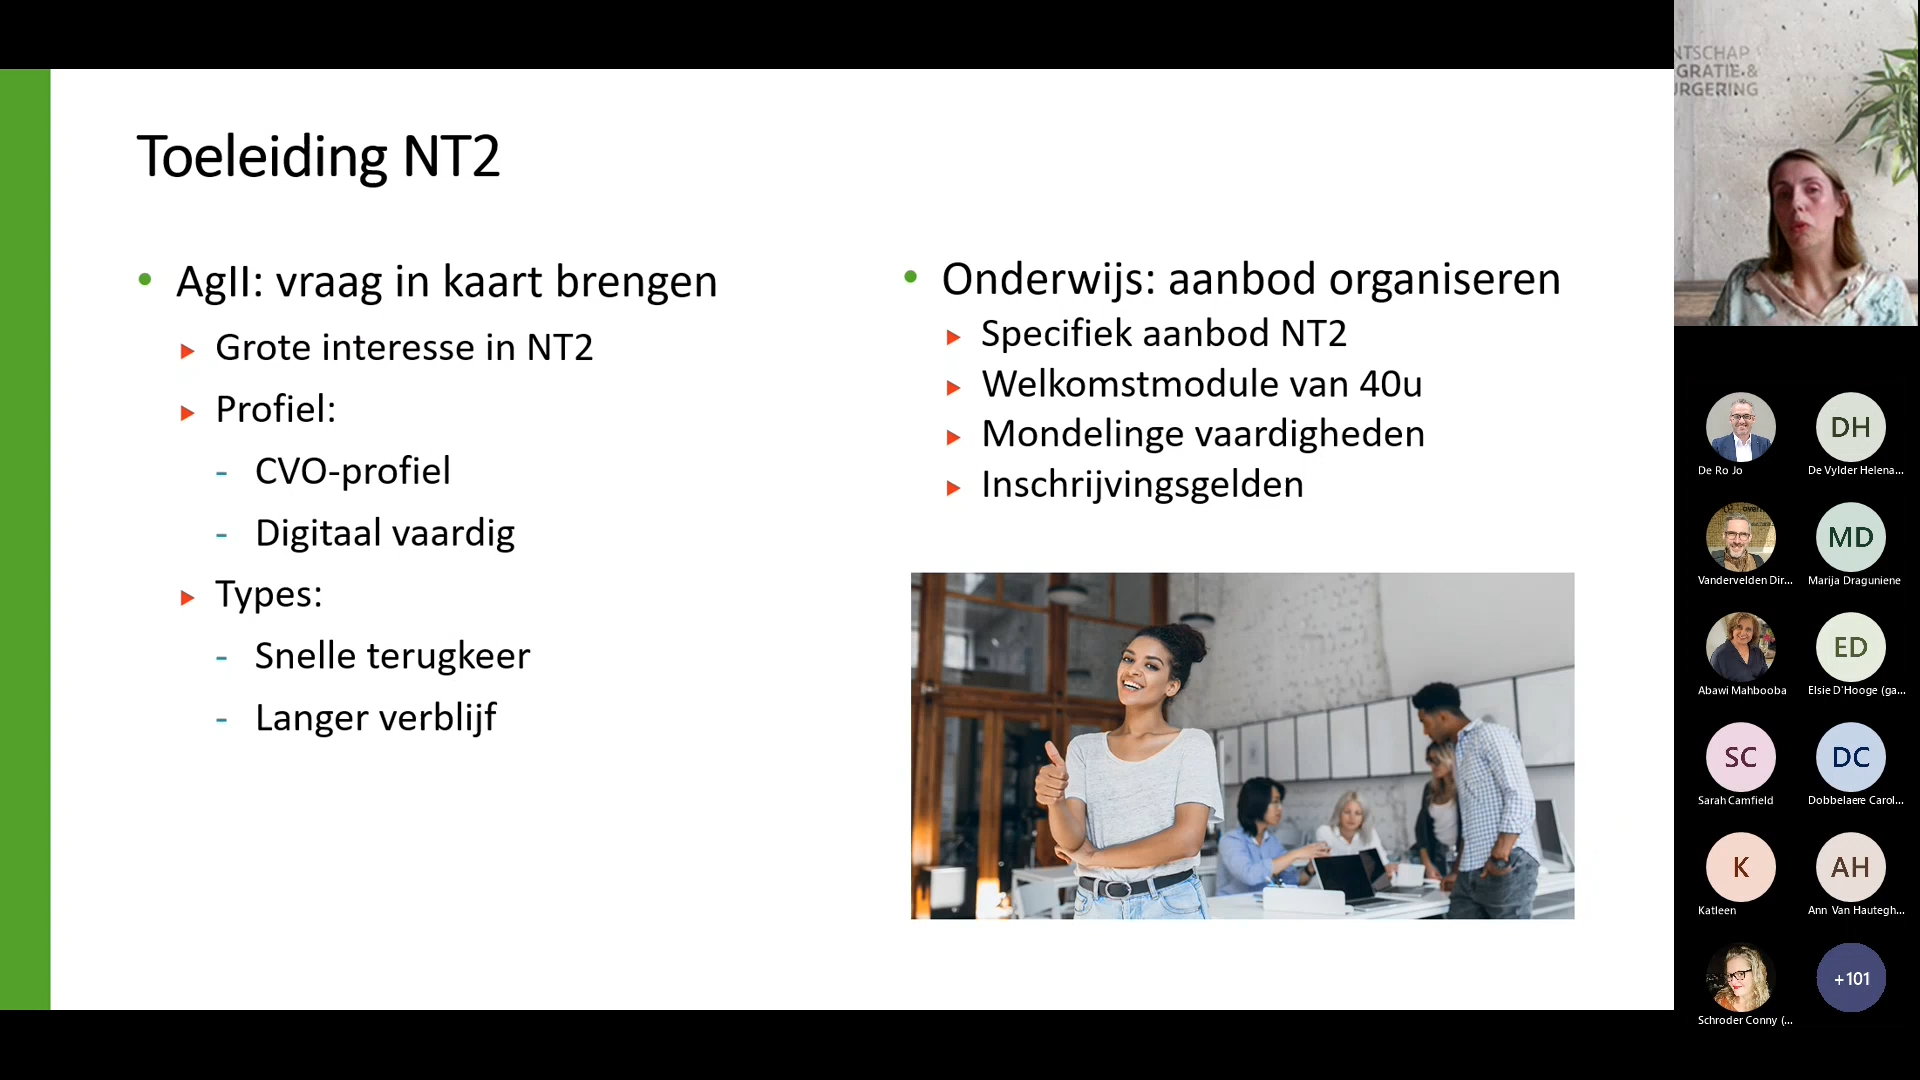 Toeleiding NT2
• AgII: vraag in kaart brengen
Grote interesse in NT2
Profiel:
- CVO-profiel
- Digitaal vaardig
Types:
- Snelle terugkeer
- Langer verblijf
• Onderwijs: aanbod organiseren
Specifiek aanbod NT2
Welkomstmodule van 40u
Mondelinge vaardigheden
Inschrijvingsgelden
NTSCHAP
GRATIE &
URGERING
De Ro Jo
DH
De Vylder Helena...
Vandervelden Dir...
MD
Marija Draguniene
Abawi Mahbooba
ED
Elsie D'Hooge (ga...
SC
Sarah Camfield
DC
Dobbelaere Carol...
K
Katleen
AH
Ann Van Hautegh...
Schroder Conny (...
+101